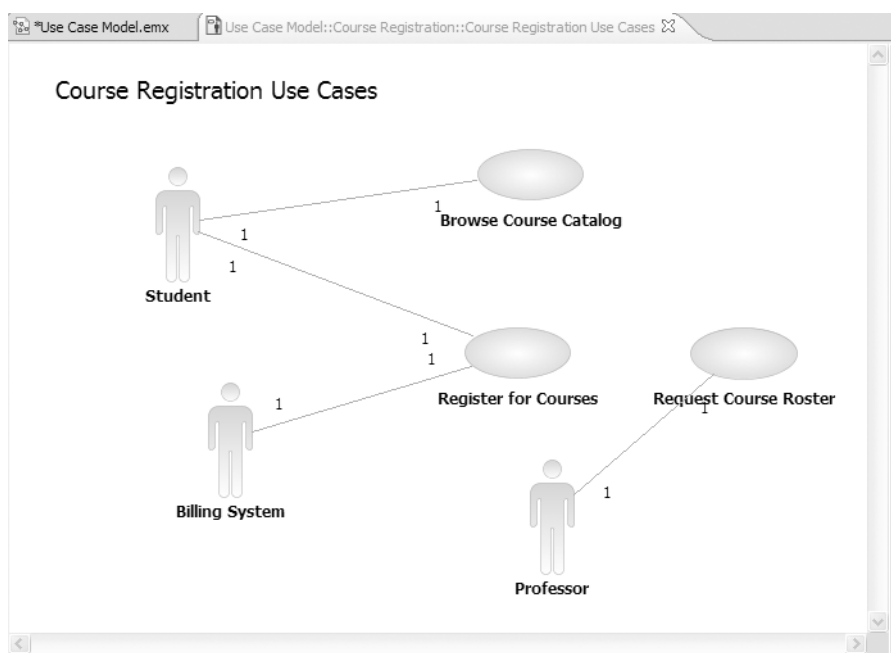 *Use Case Model.emx
Use Case Model::Course Registration::Course Registration Use Cases
Course Registration Use Cases
1
Browse Course Catalog
1
1
Student
1
1
Register for Courses
Request Course Roster
1
1
Billing System
1
Professor